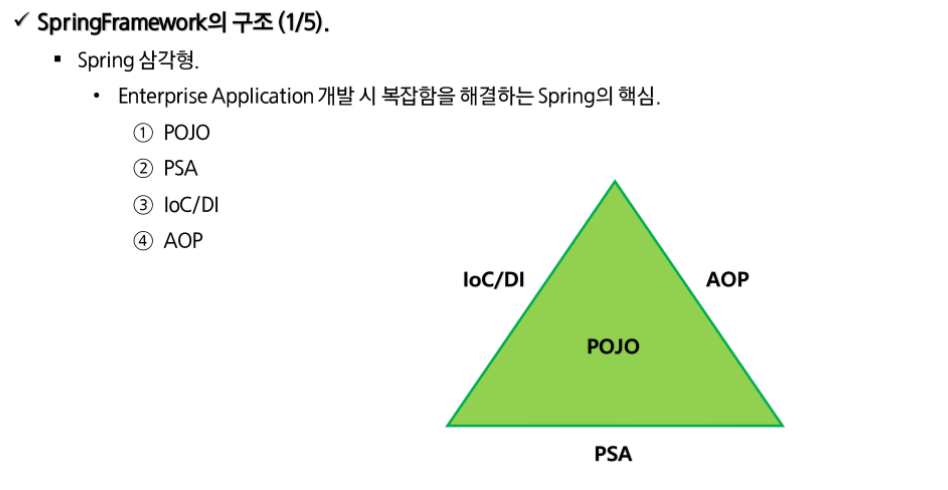 ✓ SpringFramework의 구조 (1/5).
▪ Spring 삼각형.
• Enterprise Application 개발 시 복잡함을 해결하는 Spring의 핵심.
① POJO
② PSA
③ IoC/DI
④ AOP
IoC/DI
AOP
POJO
PSA